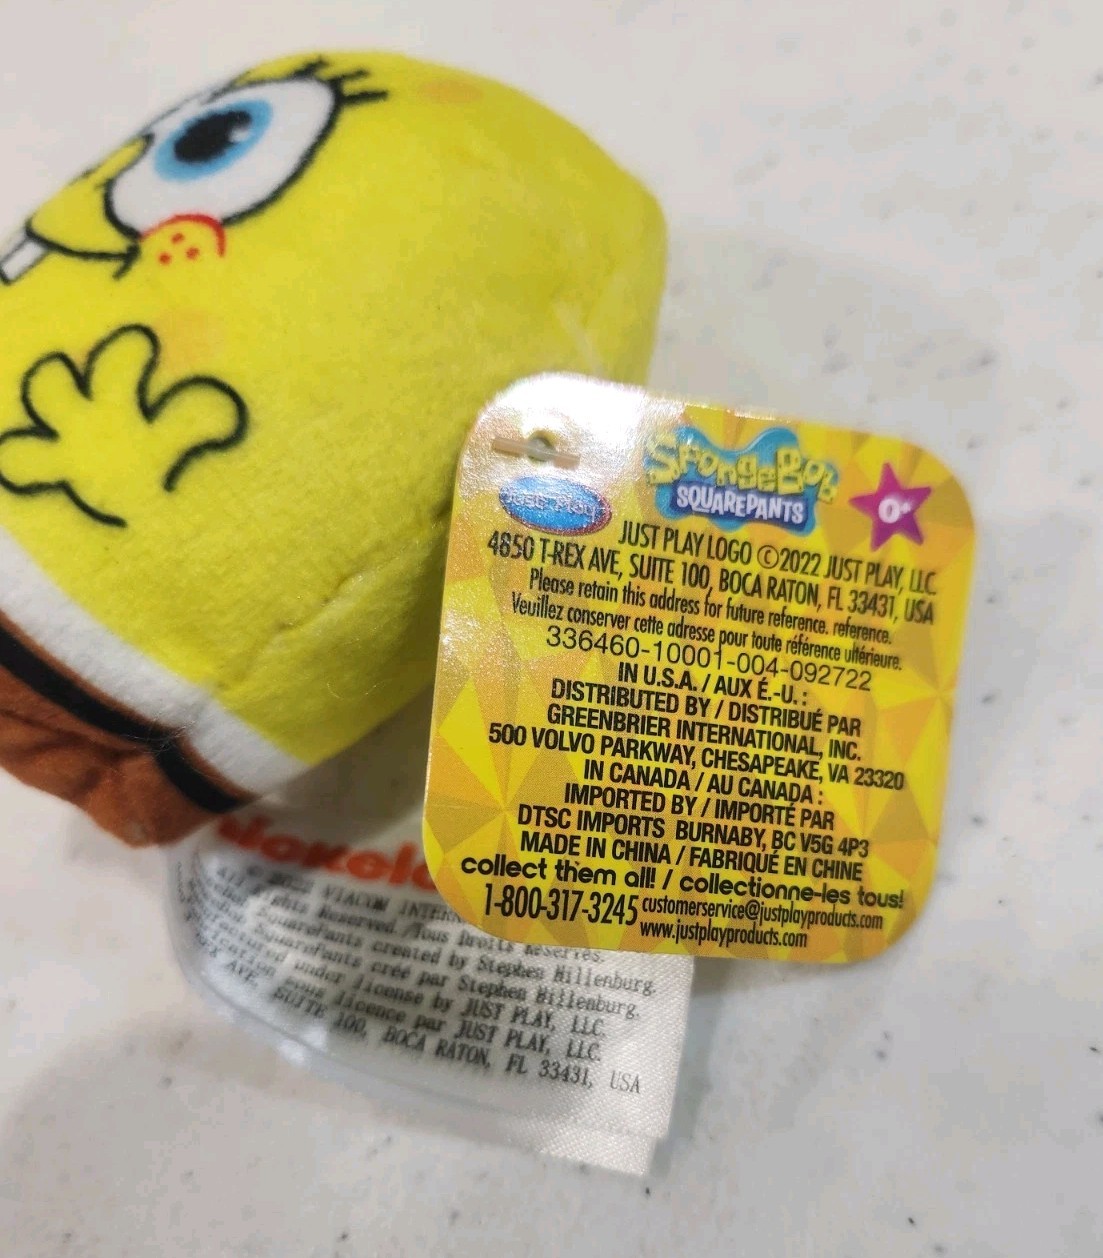 SPONGEBOB
SQUAREPANTS
0+
Just Play
JUST PLAY LOGO ©2022 JUST PLAY, LLC
4850 T-REX AVE, SUITE 100, BOCA RATON, FL 33431, USA
Please retain this address for future reference. reference.
Veuillez conserver cette adresse pour toute référence ultérieure.
336460-10001-004-092722
IN U.S.A. / AUX É.-U. :
DISTRIBUTED BY / DISTRIBUÉ PAR
GREENBRIER INTERNATIONAL, INC.
500 VOLVO PARKWAY, CHESAPEAKE, VA 23320
IN CANADA / AU CANADA :
IMPORTED BY / IMPORTÉ PAR
DTSC IMPORTS BURNABY, BC V5G 4P3
MADE IN CHINA / FABRIQUÉ EN CHINE
collect them all! / collectionne-les tous!
1-800-317-3245 customerservice@justplayproducts.com
www.justplayproducts.com
VIACOM
Rights Reserved./Tous Droits Réservés.
SquarePants created by Stephen Hillenburg.
SquarePants créé par Stephen Hillenburg.
under license by JUST PLAY, LLC.
sous licence par JUST PLAY, LLC.
AVE, SUITE 100, BOCA RATON, FL 33431, USA